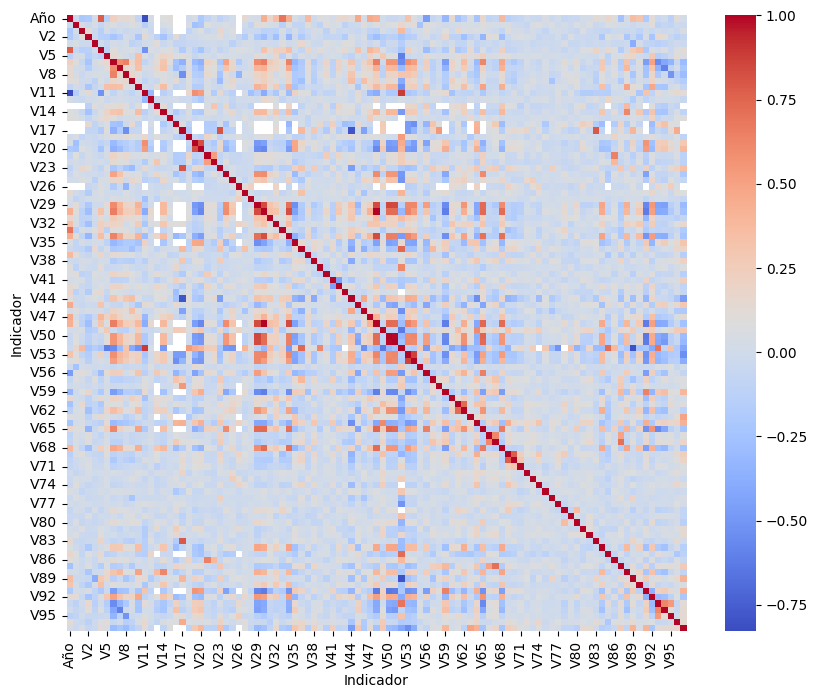 Año
V2
V5
V8
V11
V14
V17
V20
V23
V26
V29
V32
V35
V38
V41
V44
V47
V50
V53
V56
V59
V62
V65
V68
V71
V74
V77
V80
V83
V86
V89
V92
V95
Indicador
Año V2 V5 V8 V11 V14 V17 V20 V23 V26 V29 V32 V35 V38 V41 V44 V47 V50 V53 V56 V59 V62 V65 V68 V71 V74 V77 V80 V83 V86 V89 V92 V95
Indicador
1.00
0.75
0.50
0.25
0.00
−0.25
−0.50
−0.75